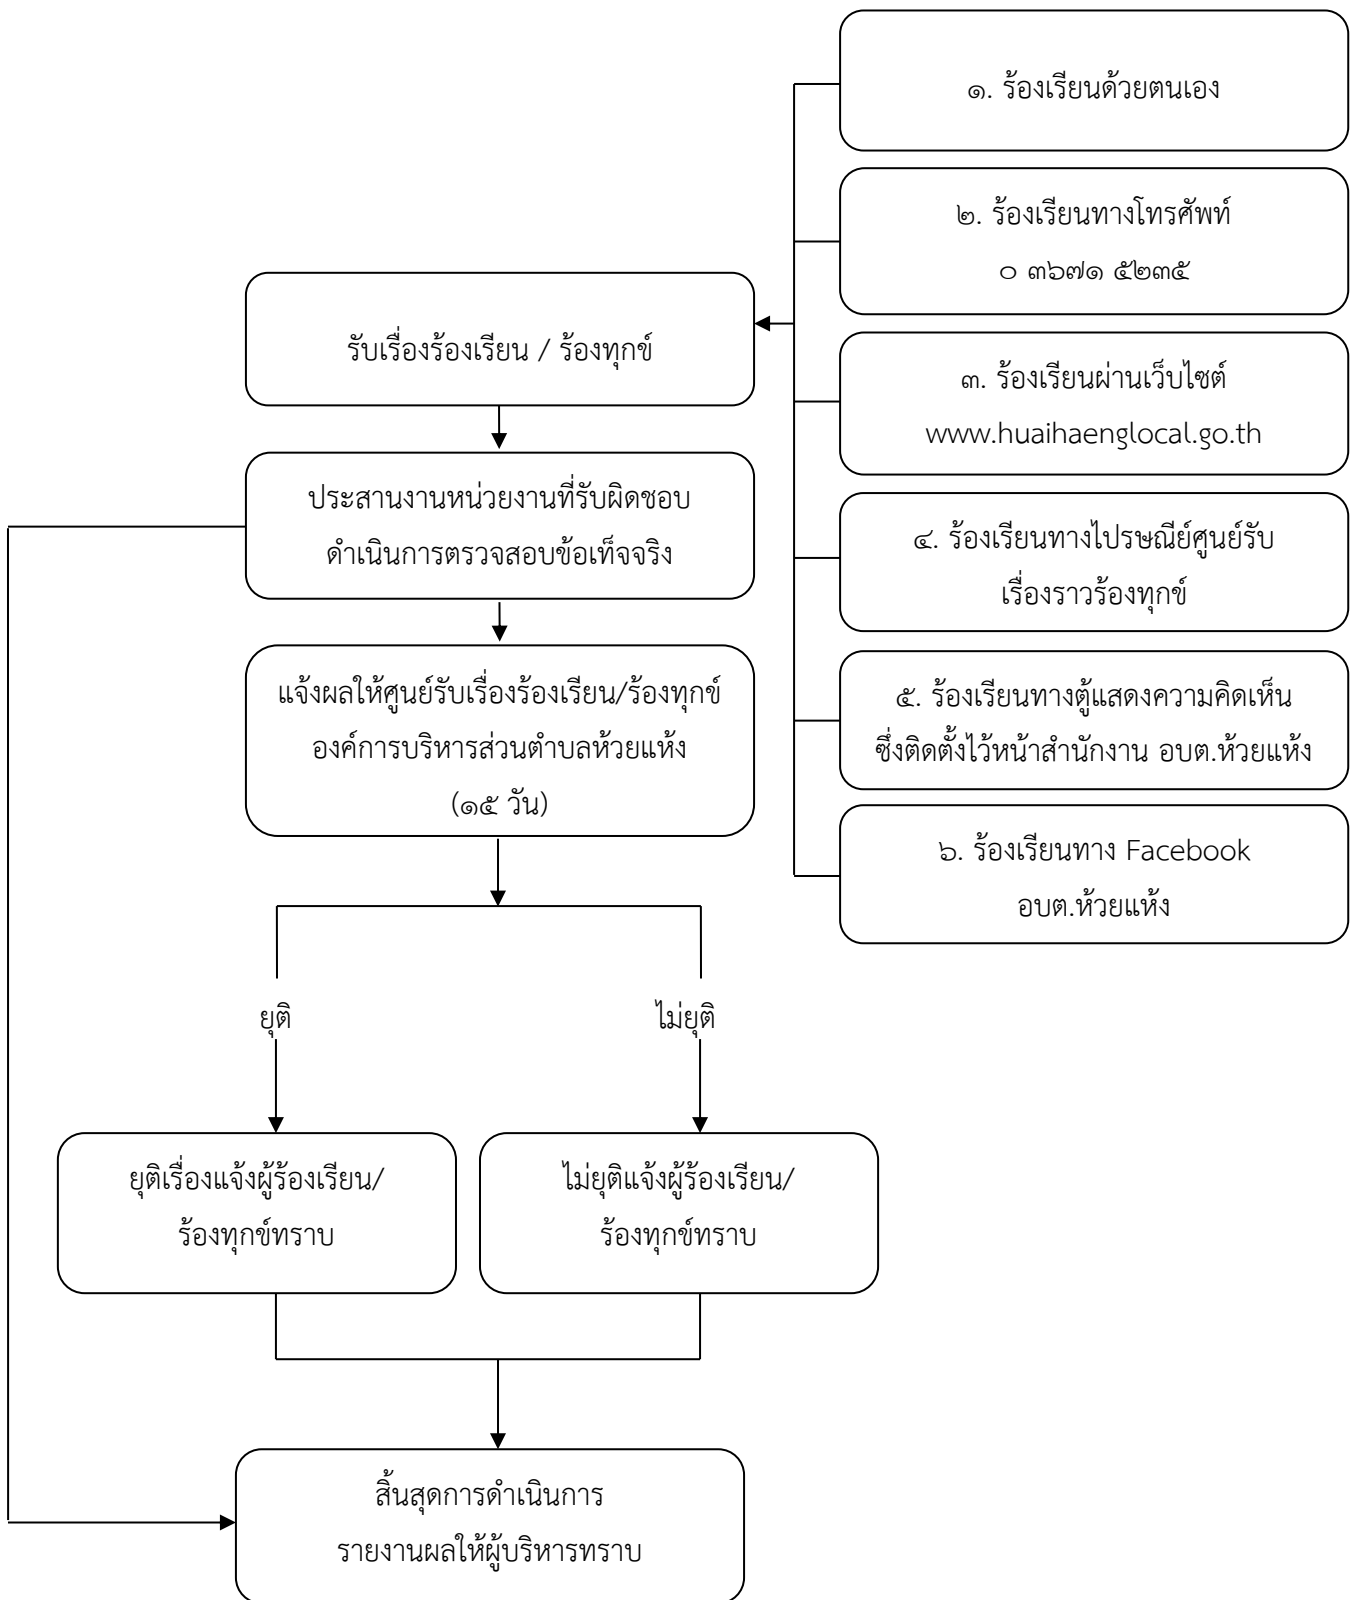 ๑. ร้องเรียนด้วยตนเอง
๒. ร้องเรียนทางโทรศัพท์
๐ ๓๖๗๑ ๕๒๓๕
๓. ร้องเรียนผ่านเว็บไซต์
www.huaihaenglocal.go.th
๔. ร้องเรียนทางไปรษณีย์ศูนย์รับ
เรื่องราวร้องทุกข์
๕. ร้องเรียนทางตู้แสดงความคิดเห็น
ซึ่งติดตั้งไว้หน้าสำนักงาน อบต.ห้วยแห้ง
๖. ร้องเรียนทาง Facebook
อบต.ห้วยแห้ง
รับเรื่องร้องเรียน / ร้องทุกข์
ประสานงานหน่วยงานที่รับผิดชอบ
ดำเนินการตรวจสอบข้อเท็จจริง
แจ้งผลให้ศูนย์รับเรื่องร้องเรียน/ร้องทุกข์
องค์การบริหารส่วนตำบลห้วยแห้ง
(๑๕ วัน)
ยุติ
ไม่ยุติ
ยุติเรื่องแจ้งผู้ร้องเรียน/
ร้องทุกข์ทราบ
ไม่ยุติแจ้งผู้ร้องเรียน/
ร้องทุกข์ทราบ
สิ้นสุดการดำเนินการ
รายงานผลให้ผู้บริหารทราบ